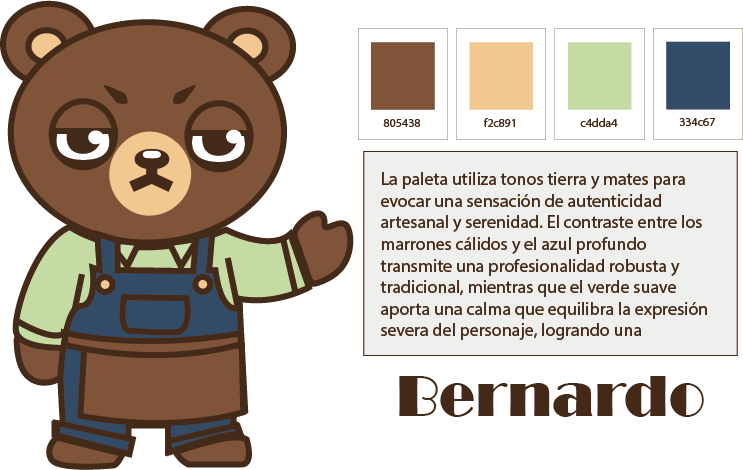 805438 f2c891 c4dda4 334c67
La paleta utiliza tonos tierra y mates para
evocar una sensación de autenticidad
artesanal y serenidad. El contraste entre los
marrones cálidos y el azul profundo
transmite una profesionalidad robusta y
tradicional, mientras que el verde suave
aporta una calma que equilibra la expresión
severa del personaje, logrando una
Bernardo